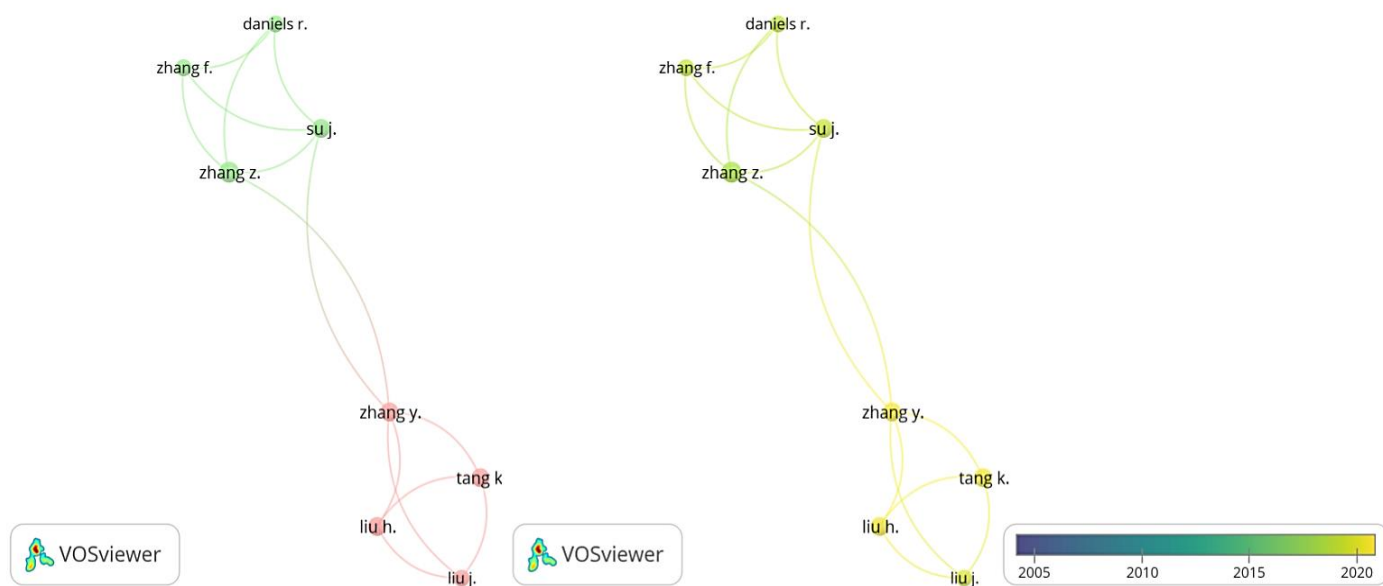 daniels r.
zhang f.
su j.
zhang z.
zhang y.
tang k
liu h.
liu j.
VOSviewer
daniels r.
zhang f.
su j.
zhang z.
zhang y.
tang k.
liu h.
liu j.
VOSviewer
2005 2010 2015 2020